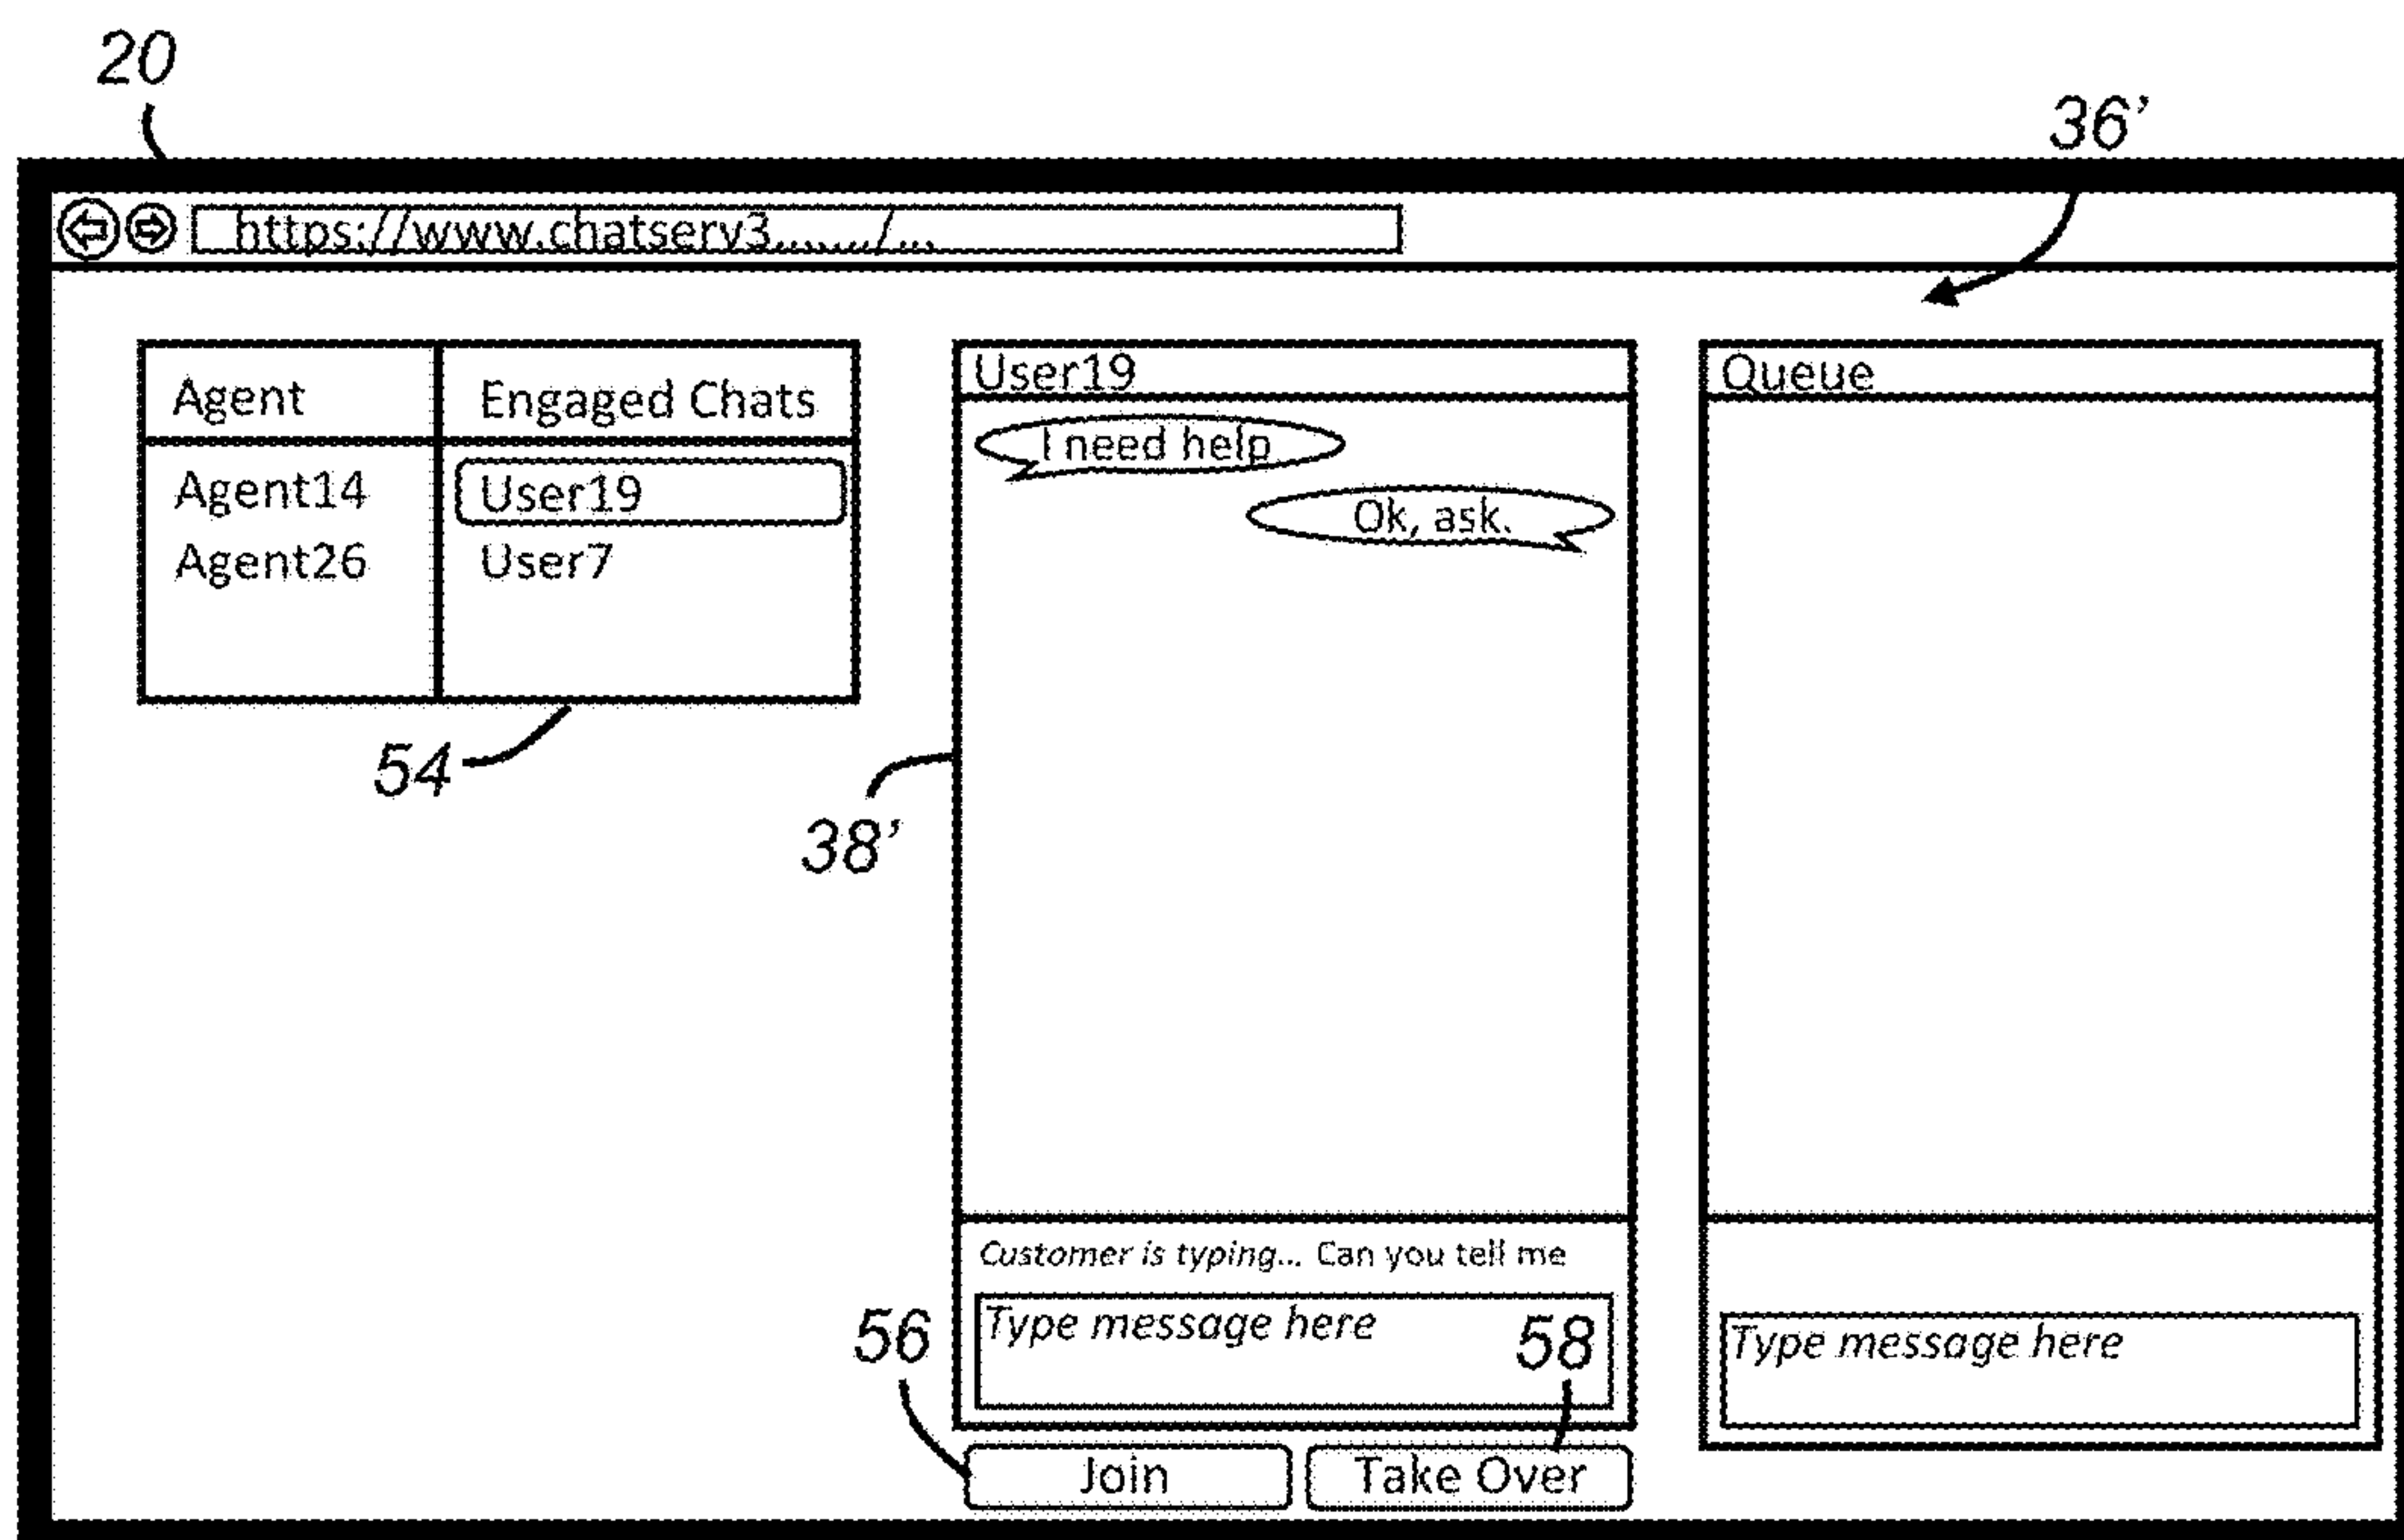 20
36’
https://www.chatserv3......./...
Agent
Engaged Chats
Agent14
User19
Agent26
User7
54
User19
I need help
Ok, ask.
38’
Customer is typing... Can you tell me
Type message here
56
58
Join
Take Over
Queue
Type message here